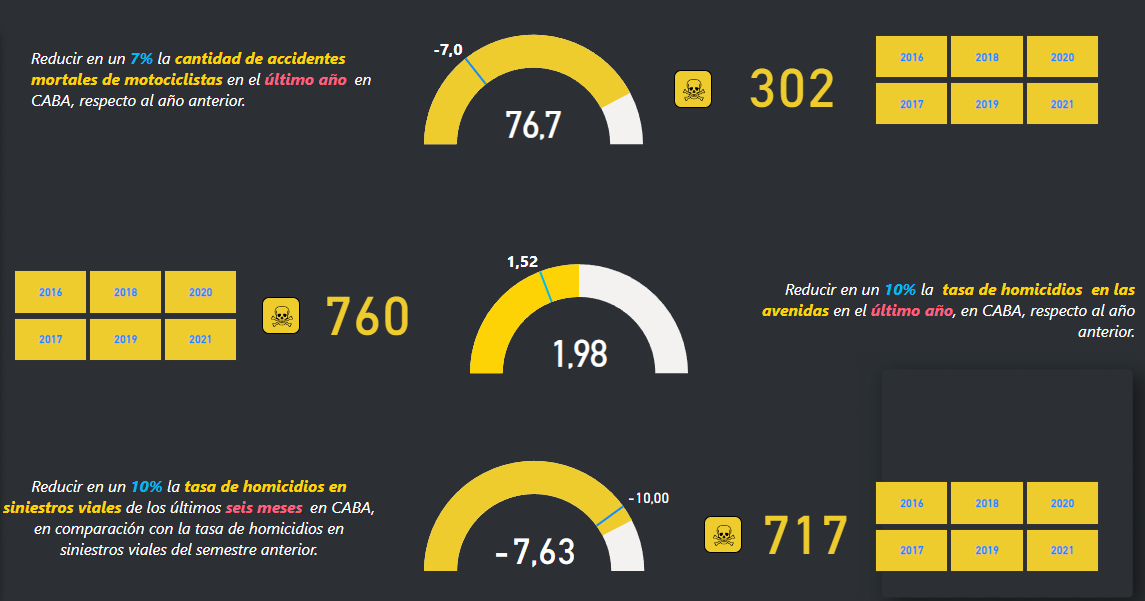 Reducir en un 7% la cantidad de accidentes
mortales de motociclistas en el último año en
CABA, respecto al año anterior.
-7,0
76,7
302
2016 2018 2020
2017 2019 2021
2016 2018 2020
2017 2019 2021
760
1,52
1,98
Reducir en un 10% la tasa de homicidios en las
avenidas en el último año, en CABA, respecto al año
anterior.
Reducir en un 10% la tasa de homicidios en
siniestros viales de los últimos seis meses en CABA,
en comparación con la tasa de homicidios en
siniestros viales del semestre anterior.
-10,00
-7,63
717
2016 2018 2020
2017 2019 2021